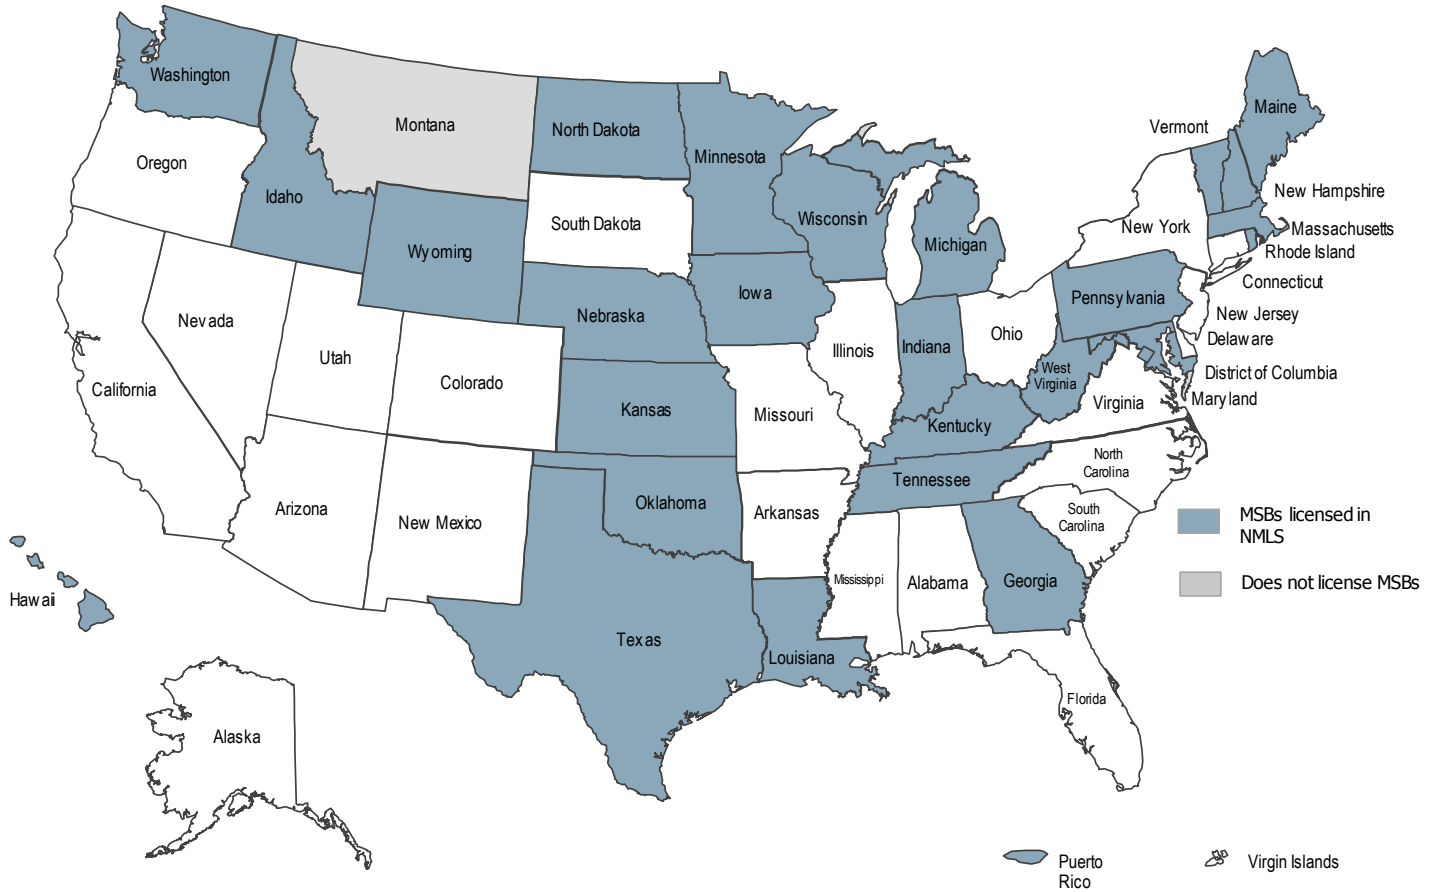 Washington
Montana
North Dakota
Minnesota
Maine
Vermont
Oregon
Idaho
Wisconsin
New Hampshire
South Dakota
New York
Massachusetts
Wyoming
Michigan
Rhode Island
Iowa
Pennsylvania
Connecticut
Nevada
Nebraska
New Jersey
Ohio
Delaware
Utah
Illinois
Indiana
California
Colorado
West
Virginia
District of Columbia
Kansas
Missouri
Virginia
Maryland
Kentucky
North
Carolina
Tennessee
Arizona
New Mexico
Oklahoma
Arkansas
South
Carolina
MSBs licensed in
NMLS
Mississippi
Alabama
Georgia
Does not license MSBs
Hawaii
Texas
Louisiana
Florida
Alaska
Puerto
Rico
Virgin Islands